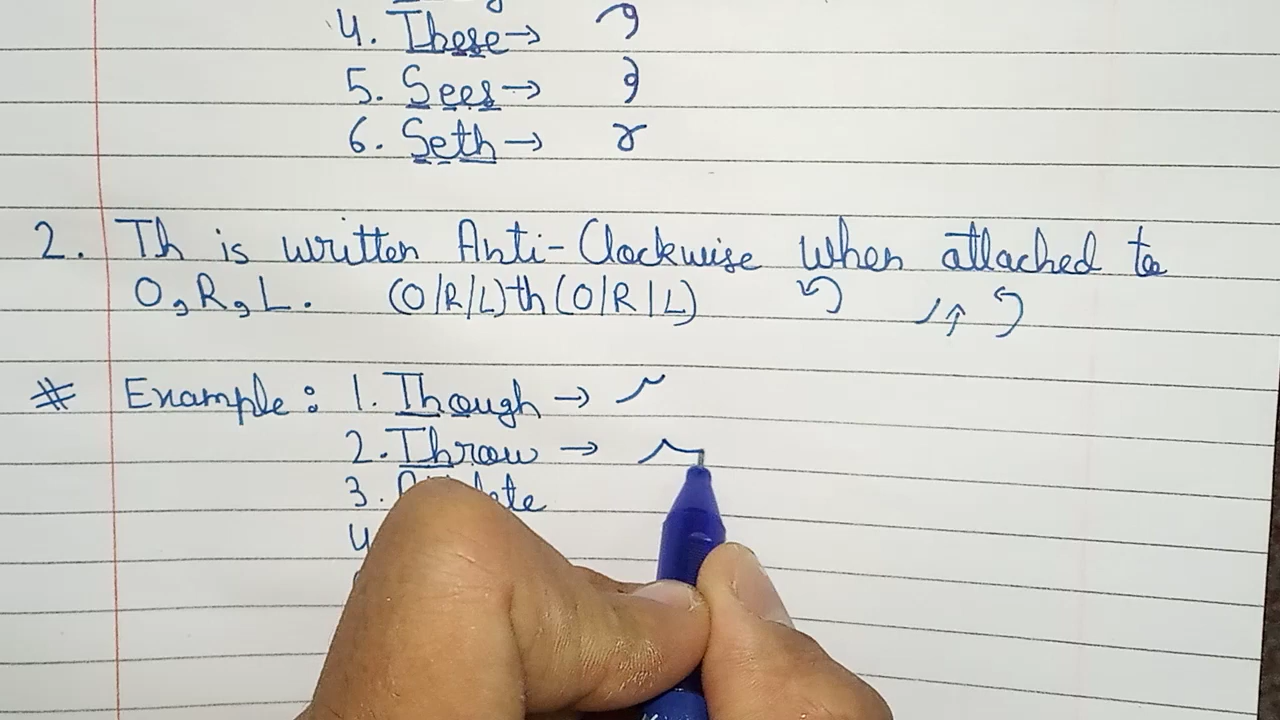 4. These →
5. Sees →
6. Seth →
2. Th is written Anti-Clockwise when attached to
O, R, L. (O/R/L)th(O/R/L)
* Example: 1. Though →
2. Throw →
3.
4